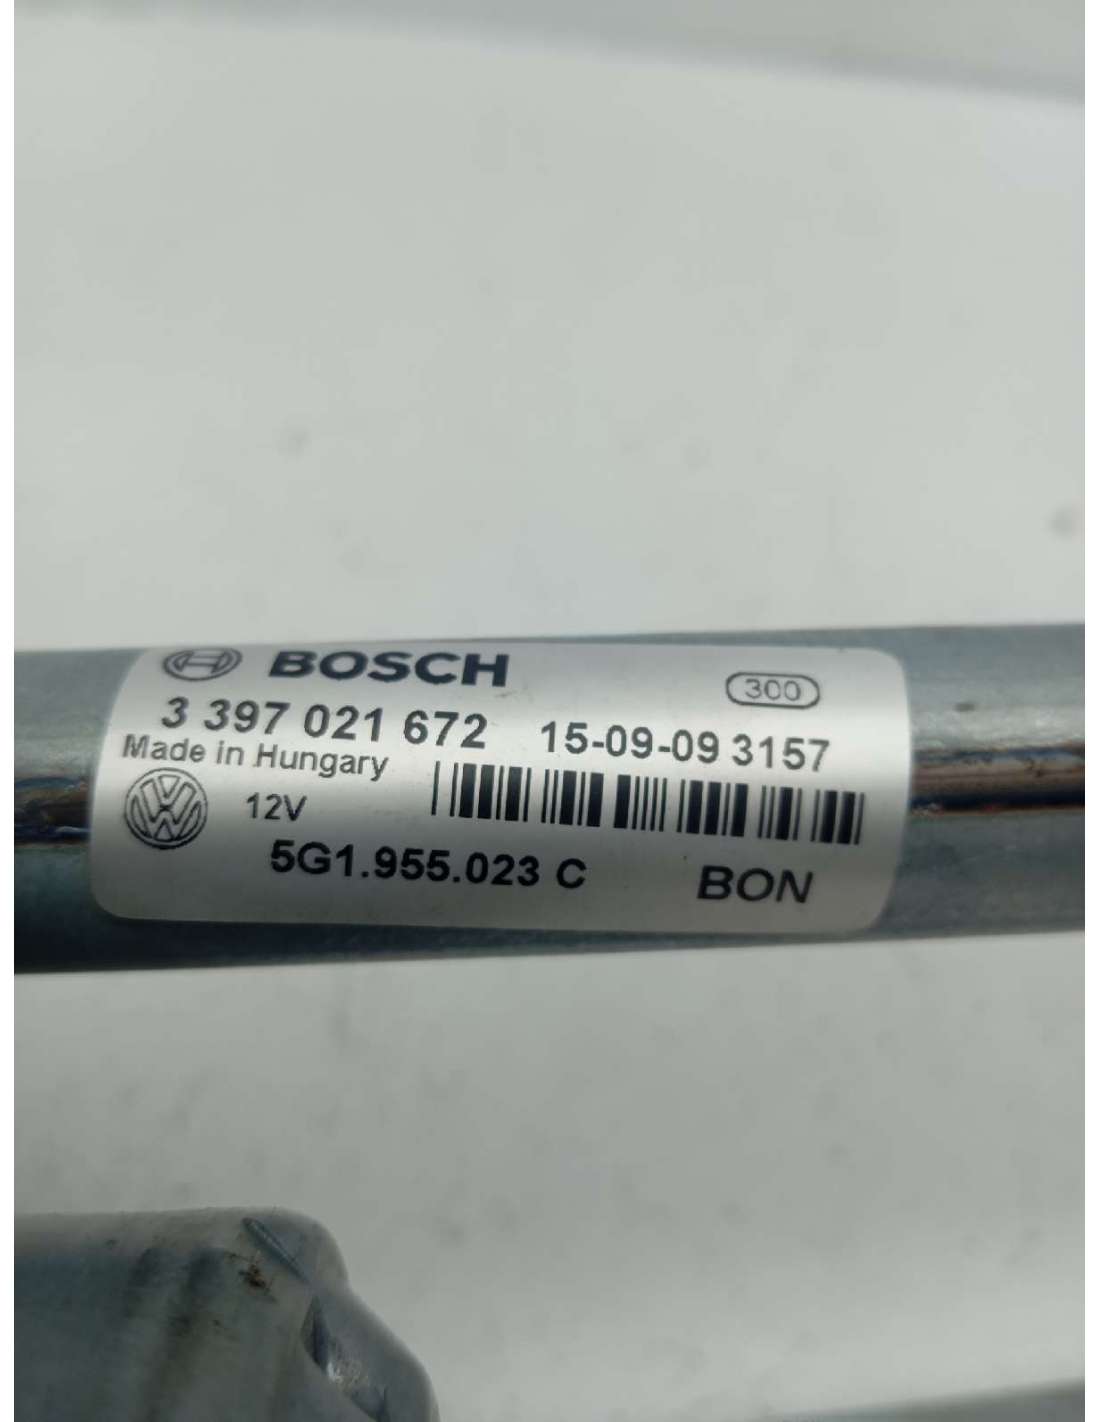 BOSCH
300
3 397 021 672 15-09-09 3157
Made in Hungary
12V
5G1.955.023 C BON